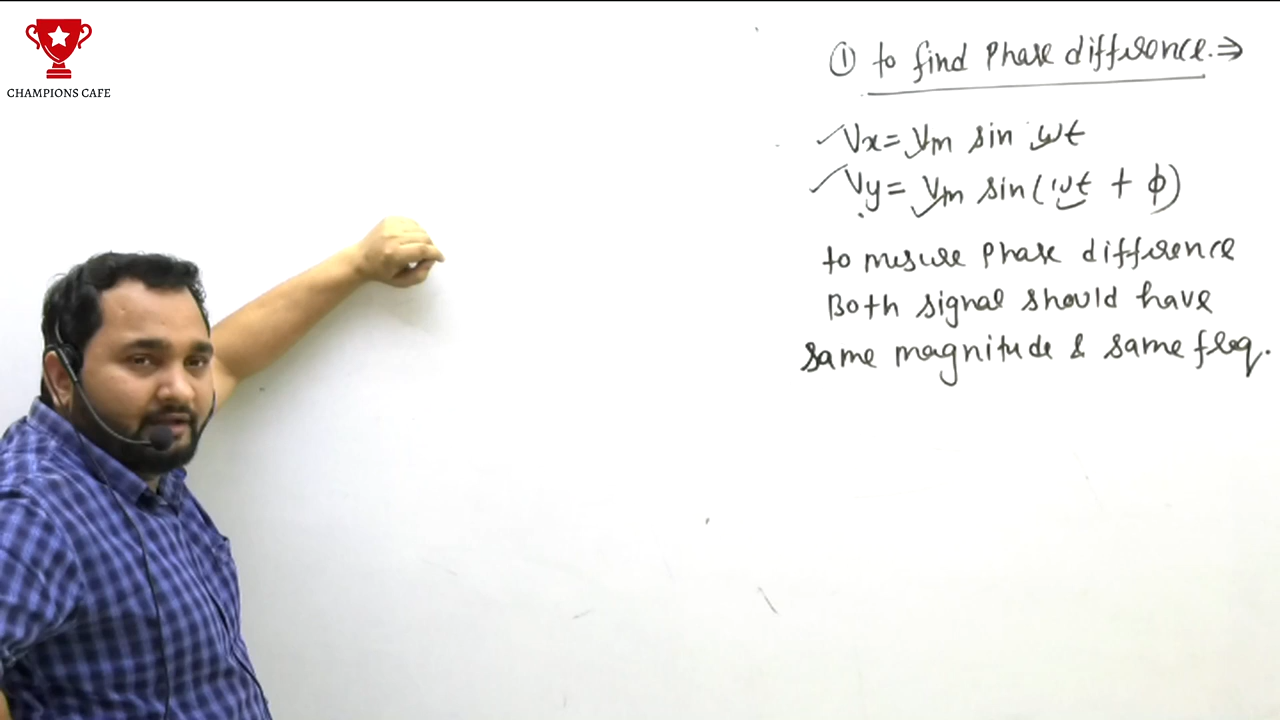 CHAMPIONS CAFE
① to find Phase difference. ⇒
Vx = Vm sin ωt
Vy = Vm sin (ωt + ϕ)
to mesure Phase difference
Both signal should have
same magnitude & same freq.